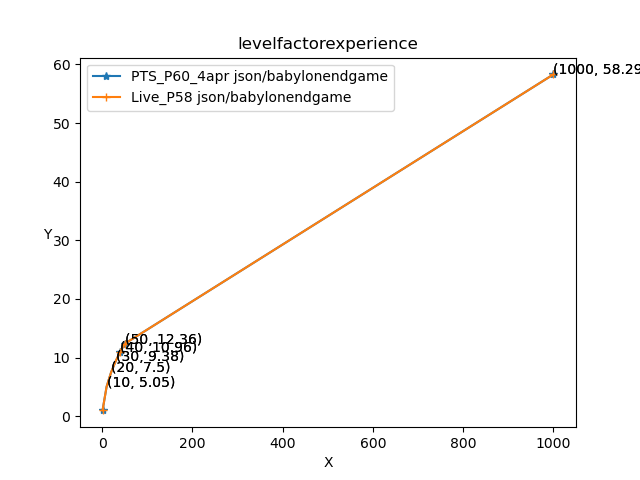 levelfactorexperience
PTS_P60_4apr json/babylonendgame
Live_P58 json/babylonendgame
(1000, 58.29
60
50
40
30
Y
20
10
0
(50, 12.36)
(40, 10.96)
(30, 9.38)
(20, 7.5)
(10, 5.05)
0 200 400 600 800 1000
X